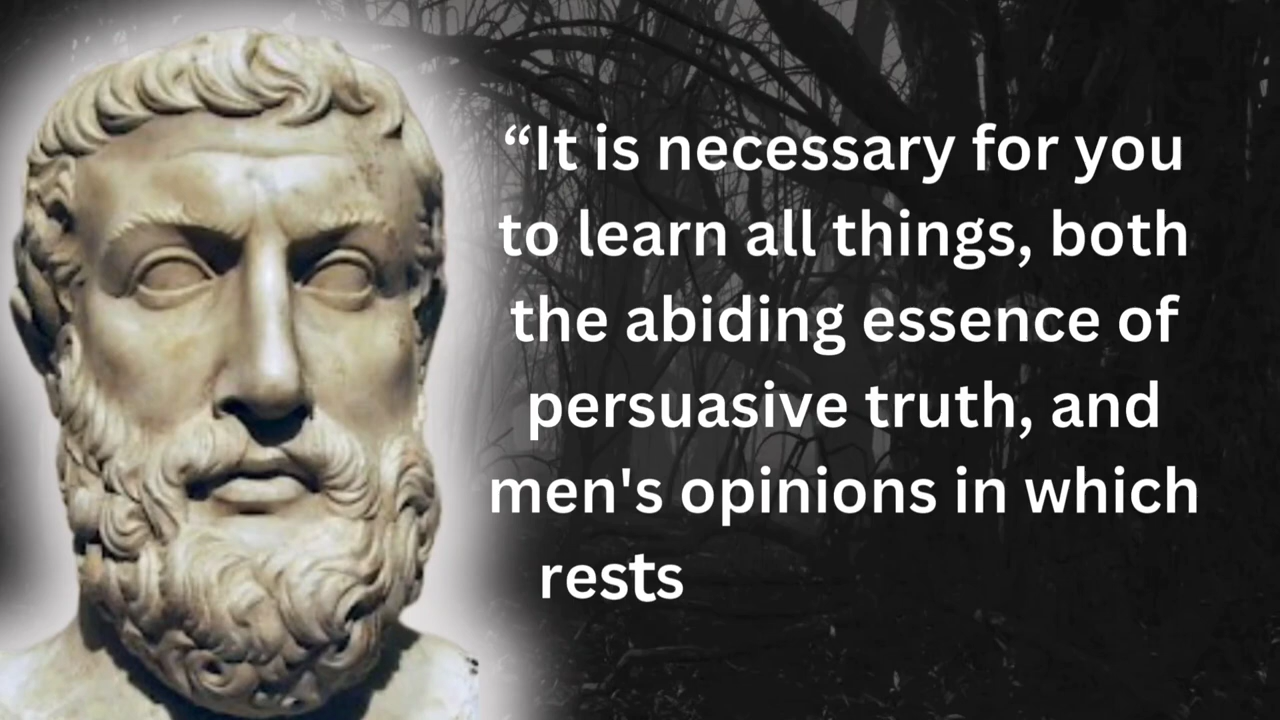 “It is necessary for you
to learn all things, both
the abiding essence of
persuasive truth, and
men's opinions in which
rests